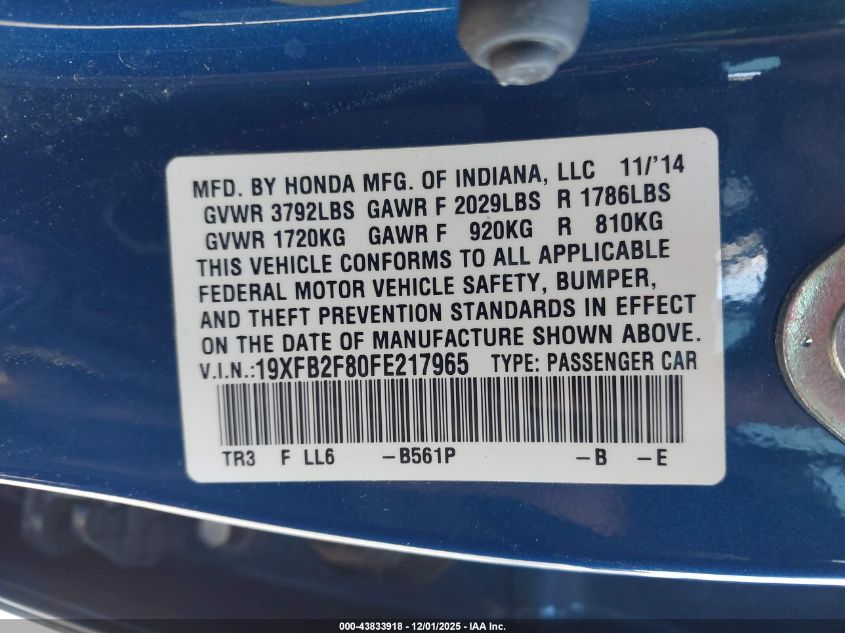 MFD. BY HONDA MFG. OF INDIANA, LLC 11/'14
GVWR 3792LBS GAWR F 2029LBS R 1786LBS
GVWR 1720KG GAWR F 920KG R 810KG
THIS VEHICLE CONFORMS TO ALL APPLICABLE
FEDERAL MOTOR VEHICLE SAFETY, BUMPER,
AND THEFT PREVENTION STANDARDS IN EFFECT
ON THE DATE OF MANUFACTURE SHOWN ABOVE.
V.I.N.:19XFB2F80FE217965 TYPE: PASSENGER CAR
TR3 F LL6 -B561P -B -E
000-43833918 - 12/01/2025 - IAA Inc.